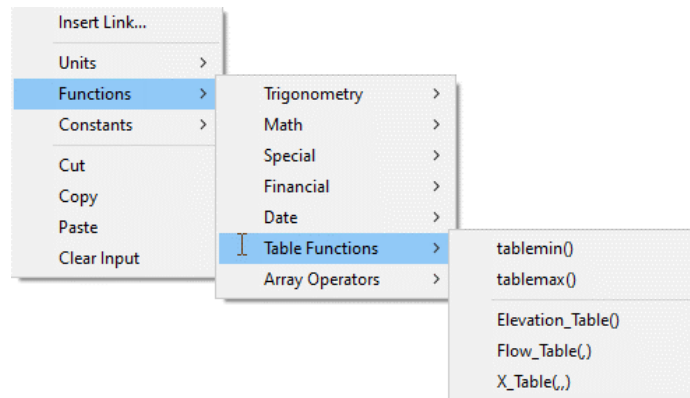 Insert Link...
Units
Functions
Constants
Cut
Copy
Paste
Clear Input
Trigonometry
Math
Special
Financial
Date
Table Functions
Array Operators
tablemin()
tablemax()
Elevation_Table()
Flow_Table(,)
X_Table(,,)